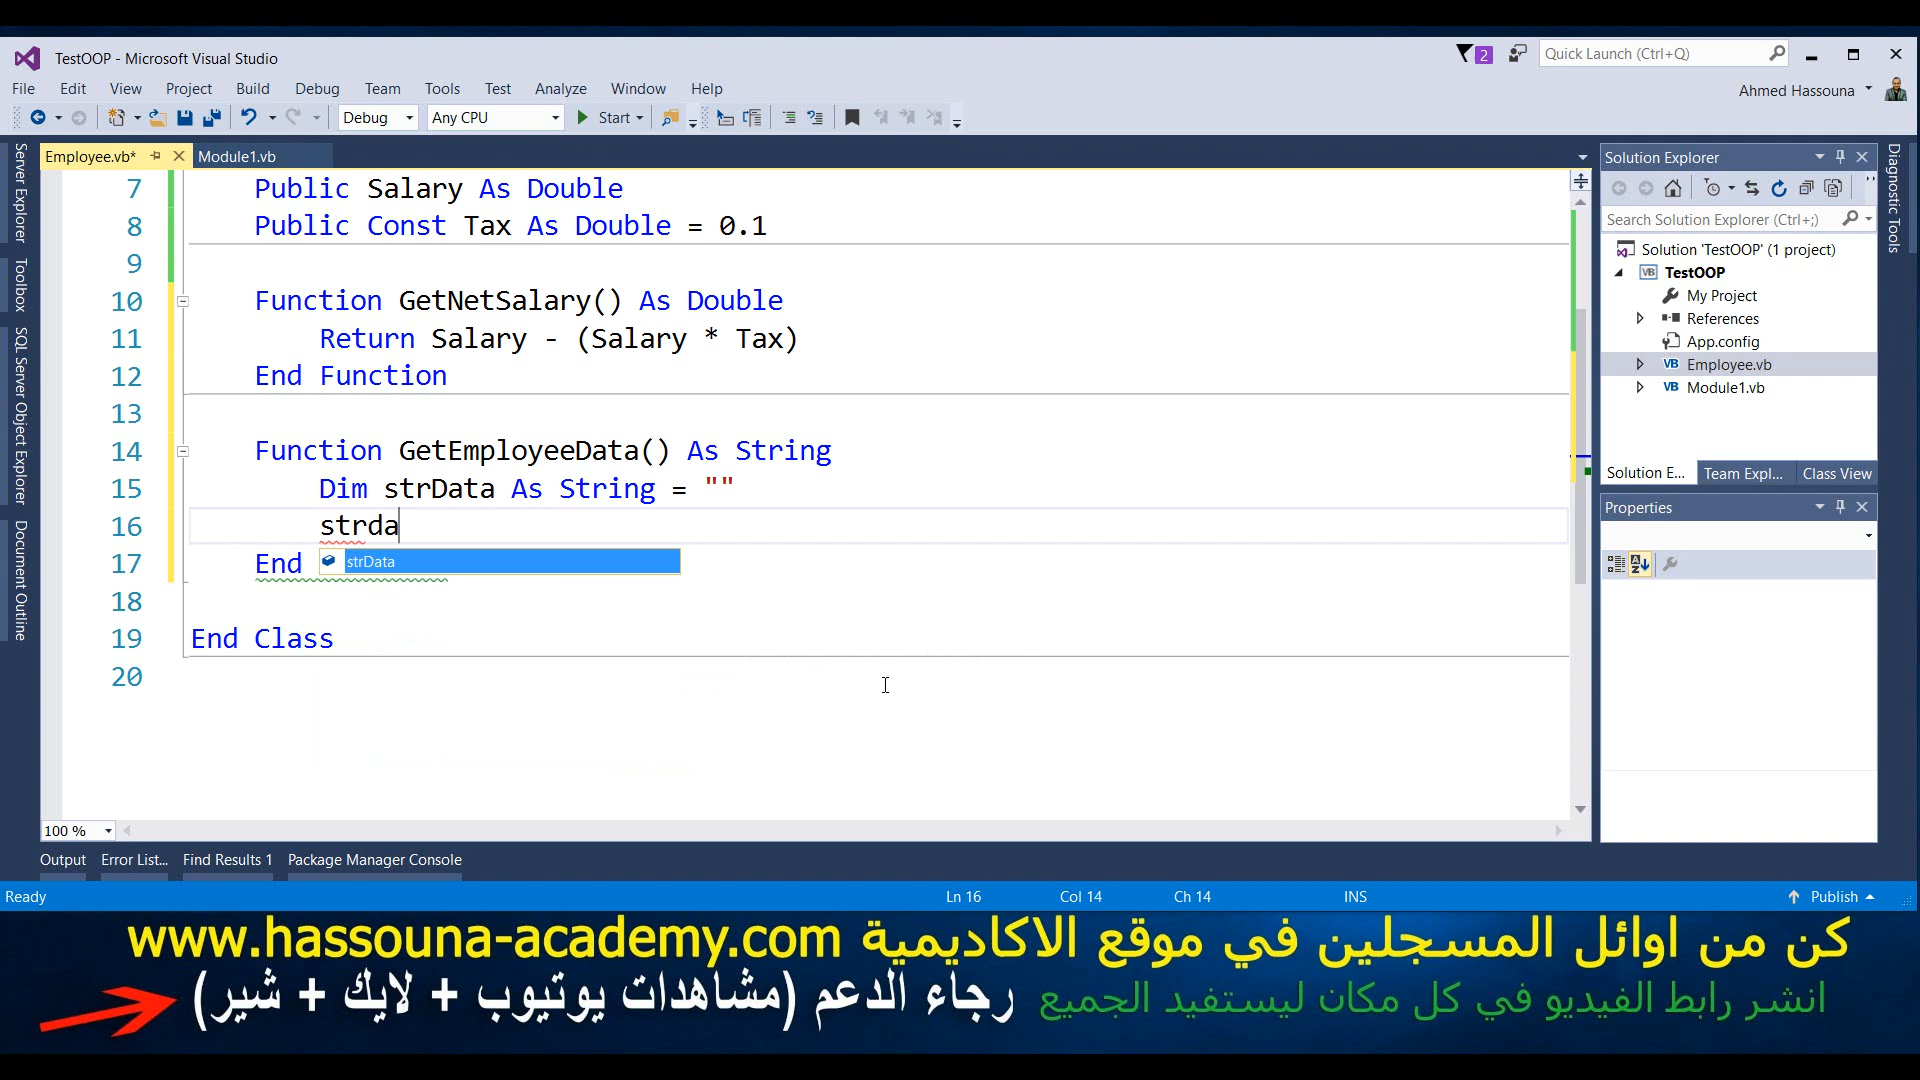 TestOOP - Microsoft Visual Studio
2
Quick Launch (Ctrl+Q)
File Edit View Project Build Debug Team Tools Test Analyze Window Help
Ahmed Hassouna
Debug Any CPU Start
Server Explorer
Toolbox
SQL Server Object Explorer
Document Outline
Employee.vb* Module1.vb
7 Public Salary As Double
8 Public Const Tax As Double = 0.1
9
10 Function GetNetSalary() As Double
11 Return Salary - (Salary * Tax)
12 End Function
13
14 Function GetEmployeeData() As String
15 Dim strData As String = ""
16 strda
17 End
strData
18
19 End Class
20
100 %
Output Error List... Find Results 1 Package Manager Console
Solution Explorer
Search Solution Explorer (Ctrl+;)
Solution 'TestOOP' (1 project)
VB TestOOP
My Project
References
App.config
VB Employee.vb
VB Module1.vb
Solution E... Team Expl... Class View
Properties
Diagnostic Tools
Ready Ln 16 Col 14 Ch 14 INS Publish
كن من اوائل المسجلين في موقع الاكاديمية www.hassouna-academy.com
انشر رابط الفيديو في كل مكان ليستفيد الجميع رجاء الدعم (مشاهدات يوتيوب + لايك + شير)